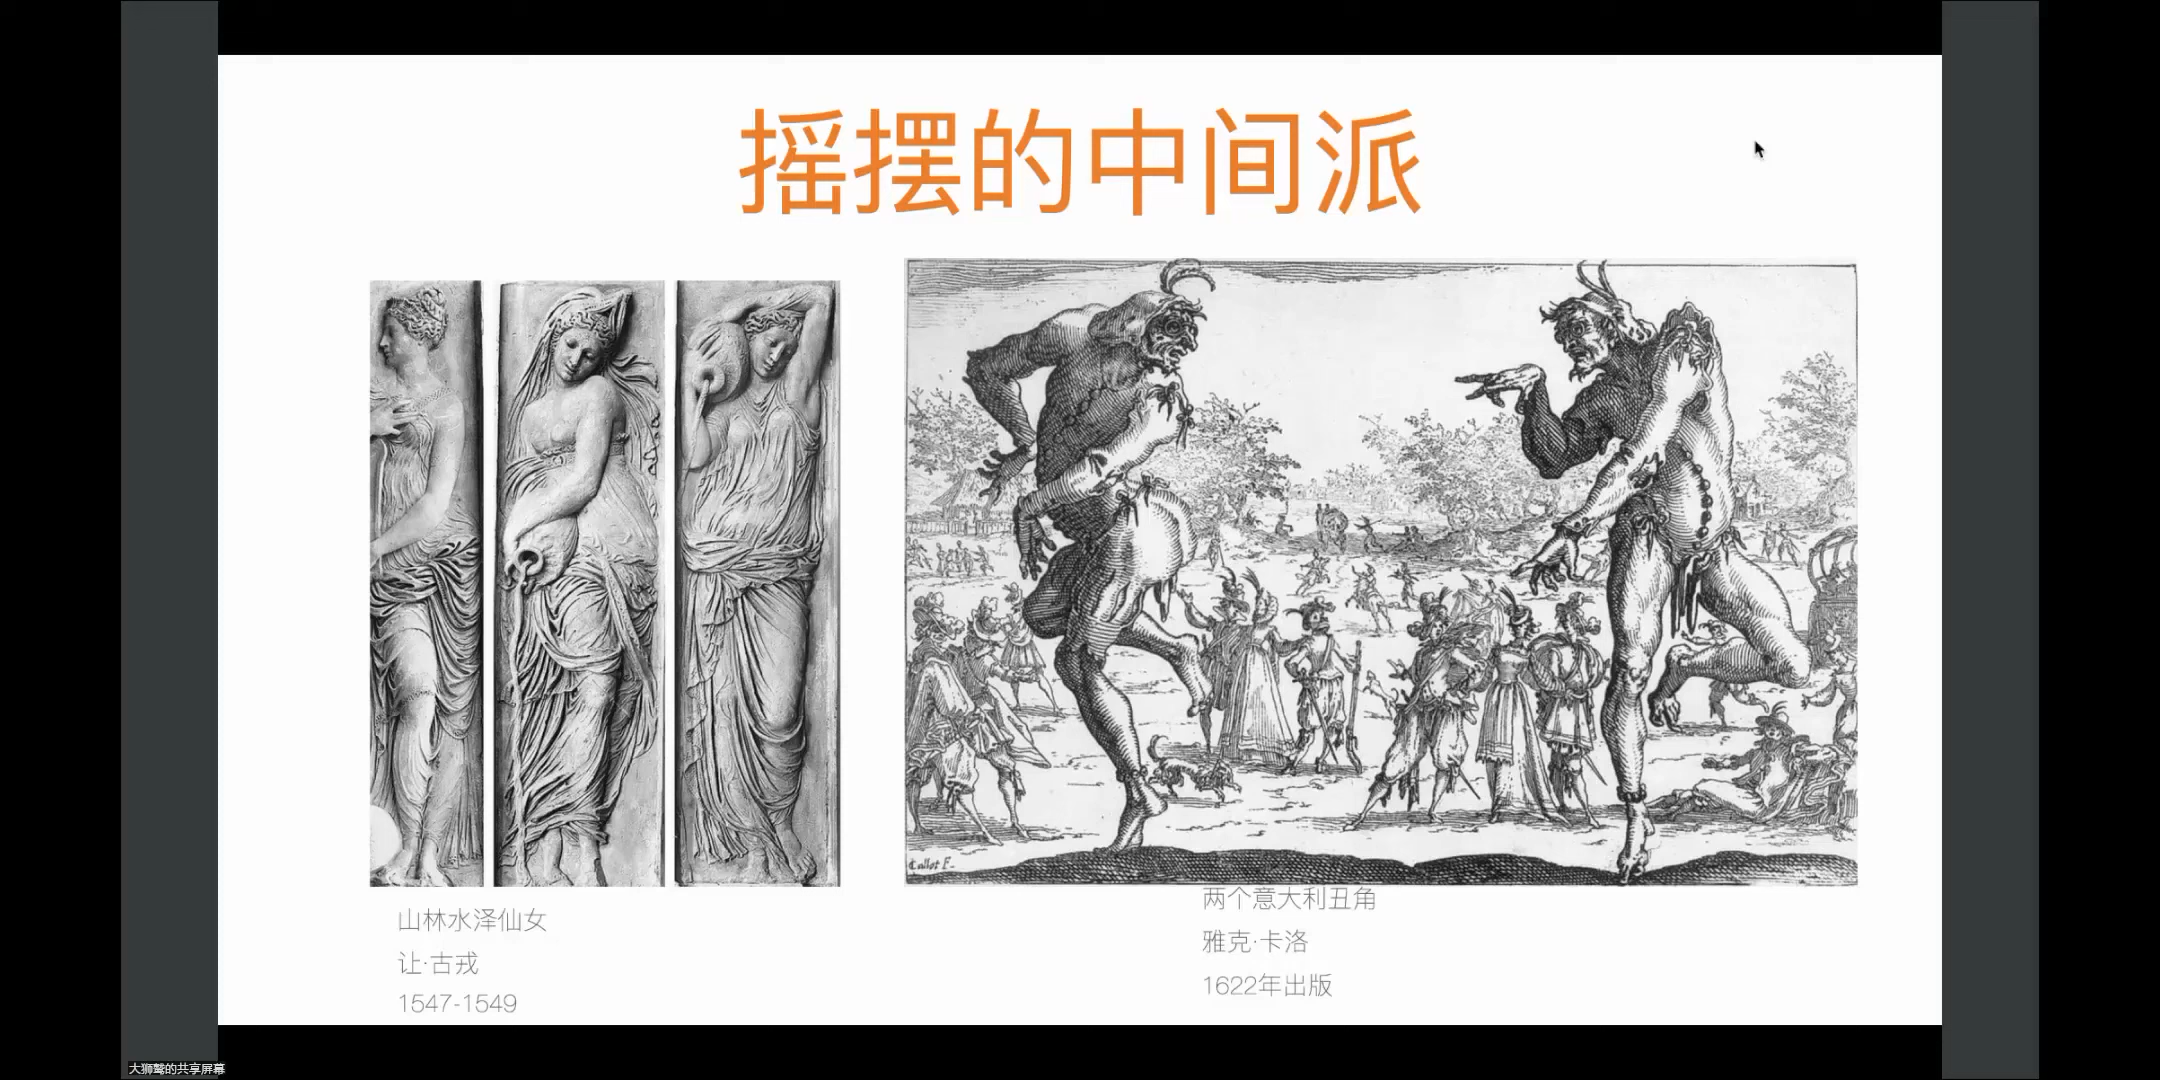 摇摆的中间派
Callot F.
山林水泽仙女
让·古戎
1547-1549
两个意大利丑角
雅克·卡洛
1622年出版
大狮鹫的共享屏幕